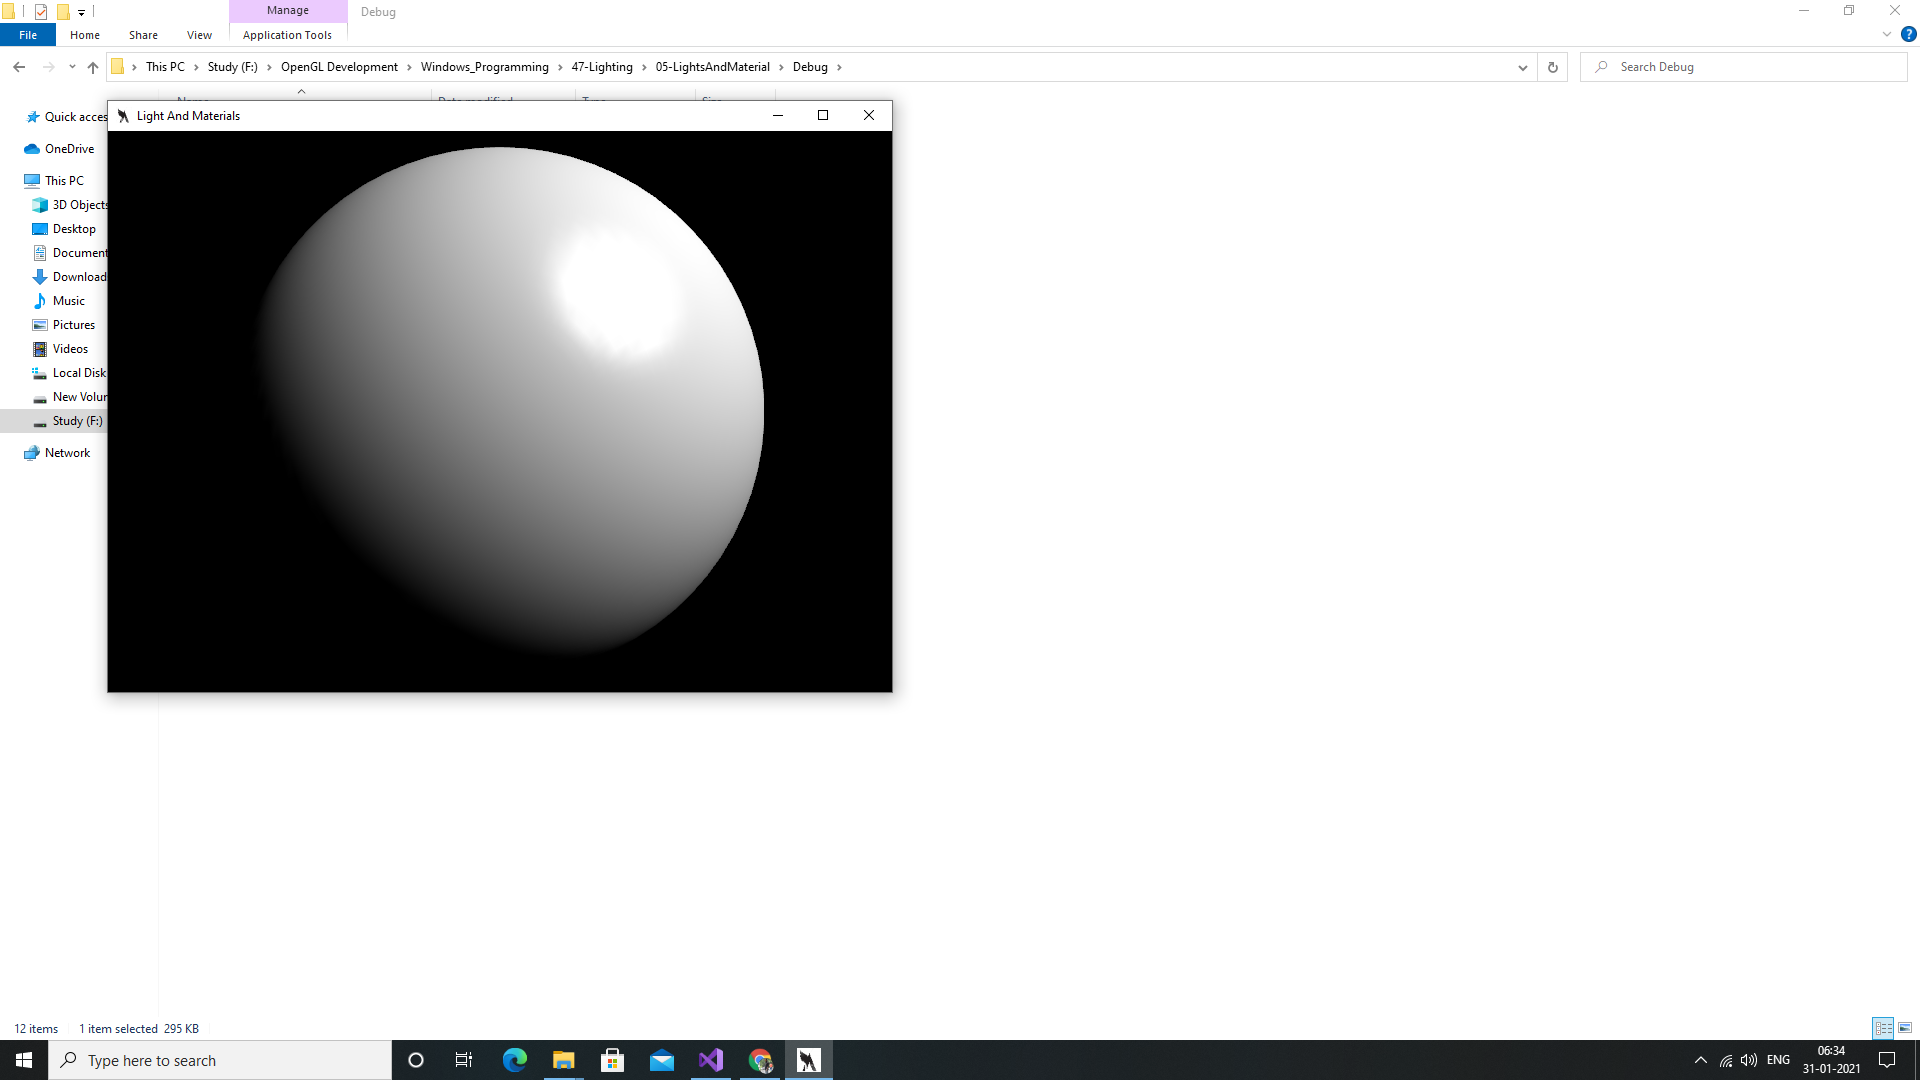 Manage
Debug
File
Home
Share
View
Application Tools
This PC
Study (F:)
OpenGL Development
Windows_Programming
47-Lighting
05-LightsAndMaterial
Debug
Search Debug
Quick acces
Light And Materials
OneDrive
This PC
3D Objects
Desktop
Document
Download
Music
Pictures
Videos
Local Disk
New Volur
Study (F:)
Network
12 items
1 item selected 295 KB
Type here to search
ENG
06:34
31-01-2021